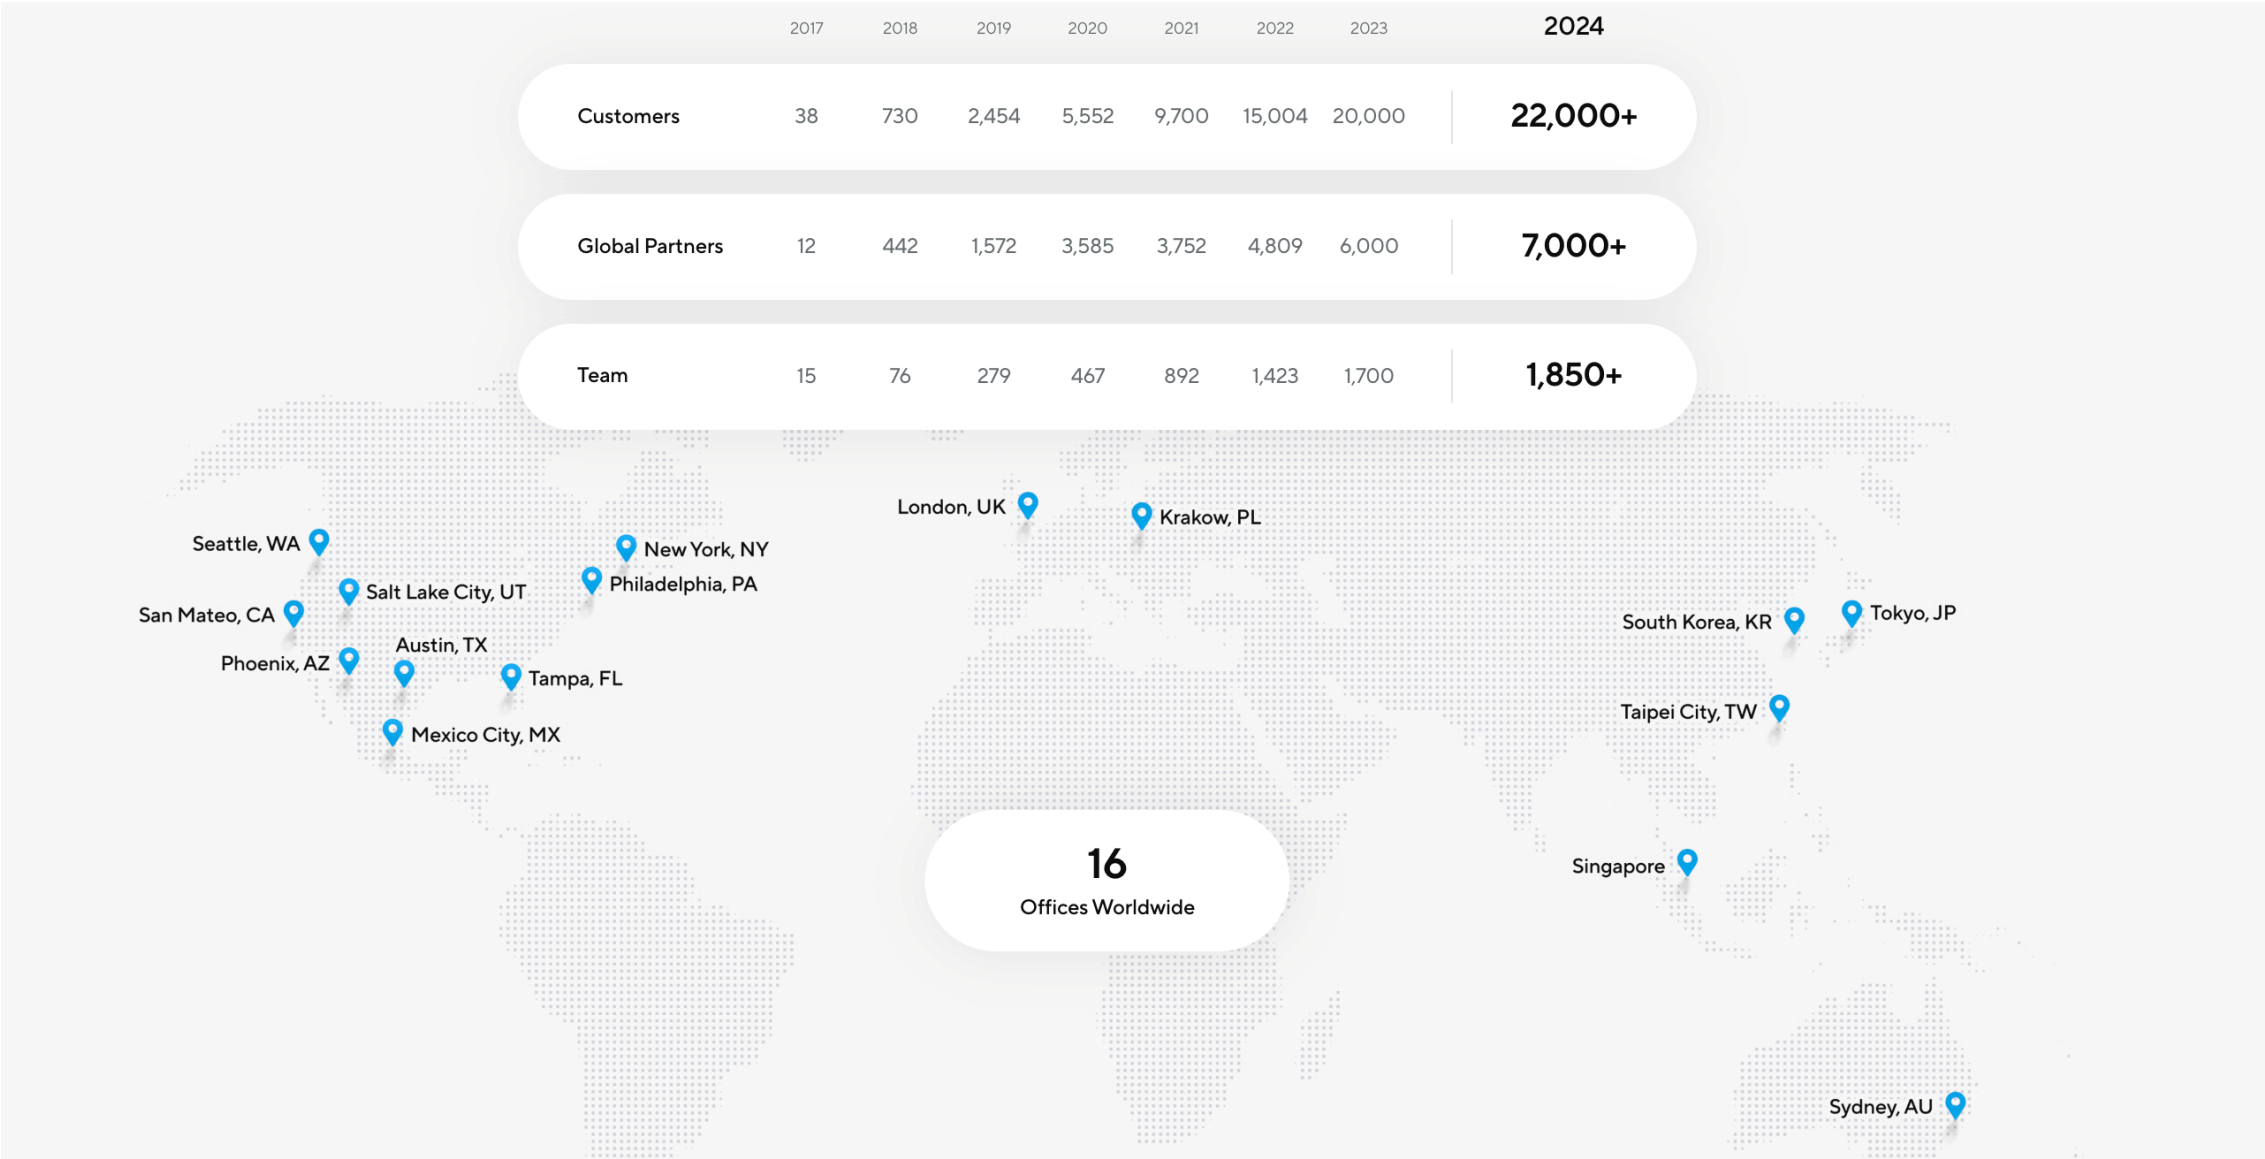 2017 2018 2019 2020 2021 2022 2023 2024
Customers 38 730 2,454 5,552 9,700 15,004 20,000 22,000+
Global Partners 12 442 1,572 3,585 3,752 4,809 6,000 7,000+
Team 15 76 279 467 892 1,423 1,700 1,850+
London, UK
Krakow, PL
Seattle, WA
New York, NY
Salt Lake City, UT
Philadelphia, PA
San Mateo, CA
Austin, TX
Phoenix, AZ
Tampa, FL
Mexico City, MX
South Korea, KR
Tokyo, JP
Taipei City, TW
Singapore
16
Offices Worldwide
Sydney, AU